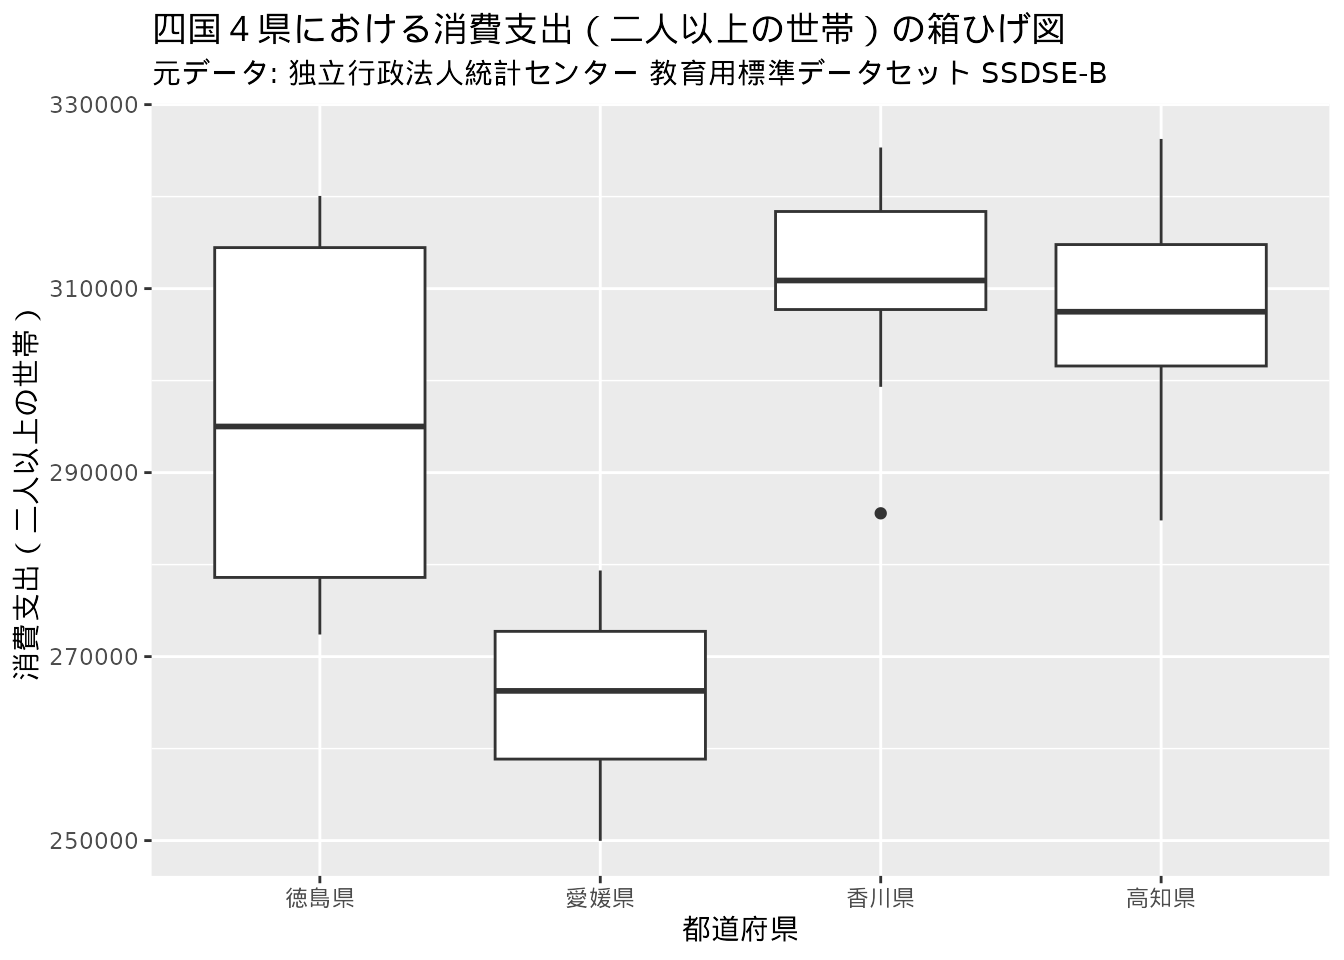 四国４県における消費支出（二人以上の世帯）の箱ひげ図
元データ: 独立行政法人統計センター 教育用標準データセット SSDSE-B
消費支出（二人以上の世帯）
330000
310000
290000
270000
250000
徳島県 愛媛県 香川県 高知県
都道府県